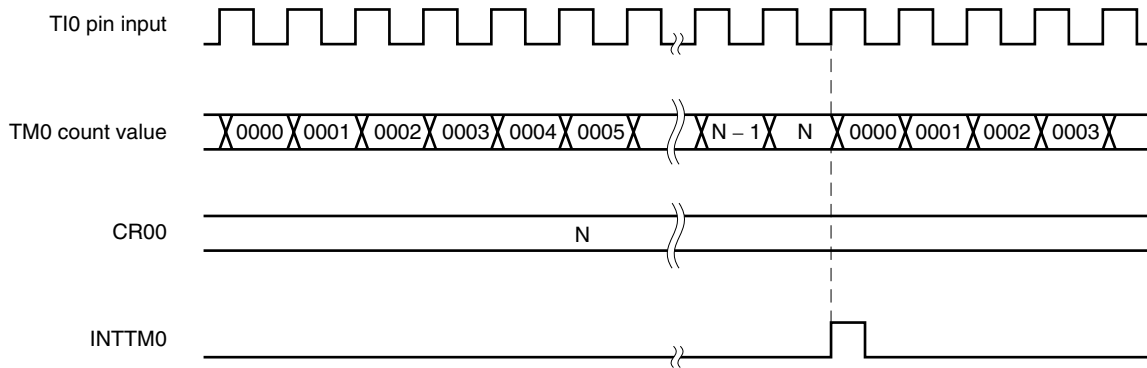 TI0 pin input
TM0 count value 0000 0001 0002 0003 0004 0005 N – 1 N 0000 0001 0002 0003
CR00 N
INTTM0